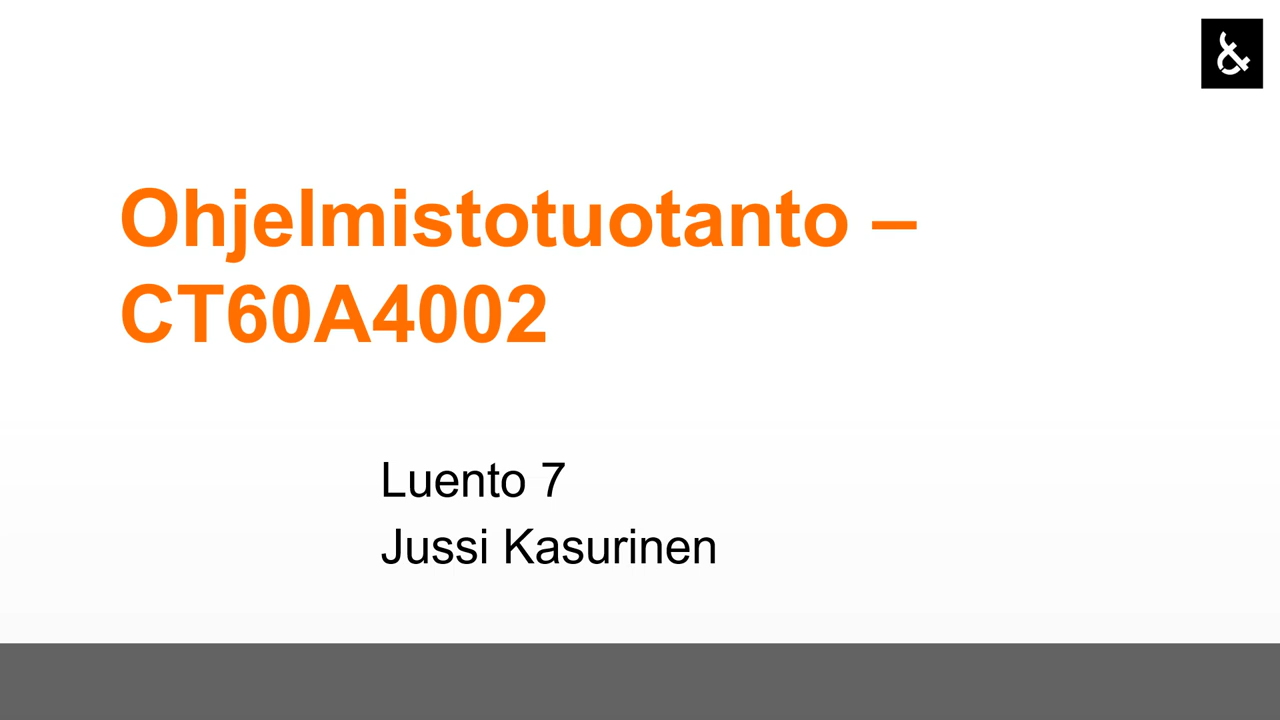 &
Ohjelmistotuotanto –
CT60A4002
Luento 7
Jussi Kasurinen